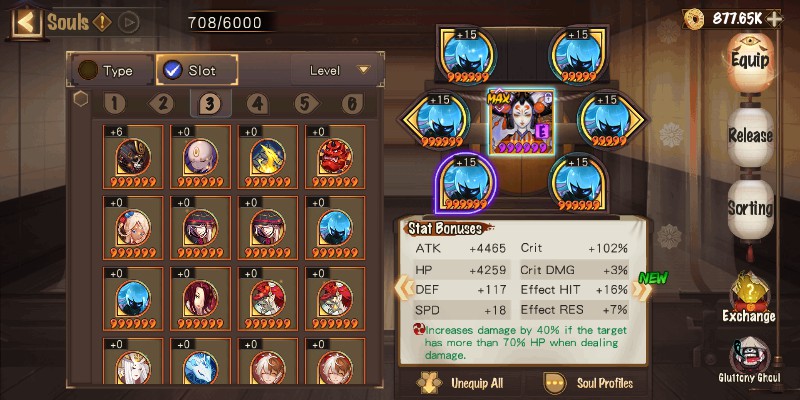 Souls
708/6000
877.65K
Type
Slot
Level
1 2 3 4 5 6
+6 +0 +0 +0
999999 999999 999999 999999
+0 +0 +0 +0
999999 999999 999999 999999
+0 +0 +0 +0
999999 999999 999999 999999
+0 +0 +0 +0
+15 +15
999999 999999
+15 +15
999999 999999
MAX
E
999999
+15 +15
999999 999999
Stat Bonuses
ATK +4465 Crit +102%
HP +4259 Crit DMG +3%
DEF +117 Effect HIT +16%
SPD +18 Effect RES +7%
Increases damage by 40% if the target
has more than 70% HP when dealing
damage.
NEW
Unequip All
Soul Profiles
Equip
Release
Sorting
?
Exchange
Gluttony Ghoul